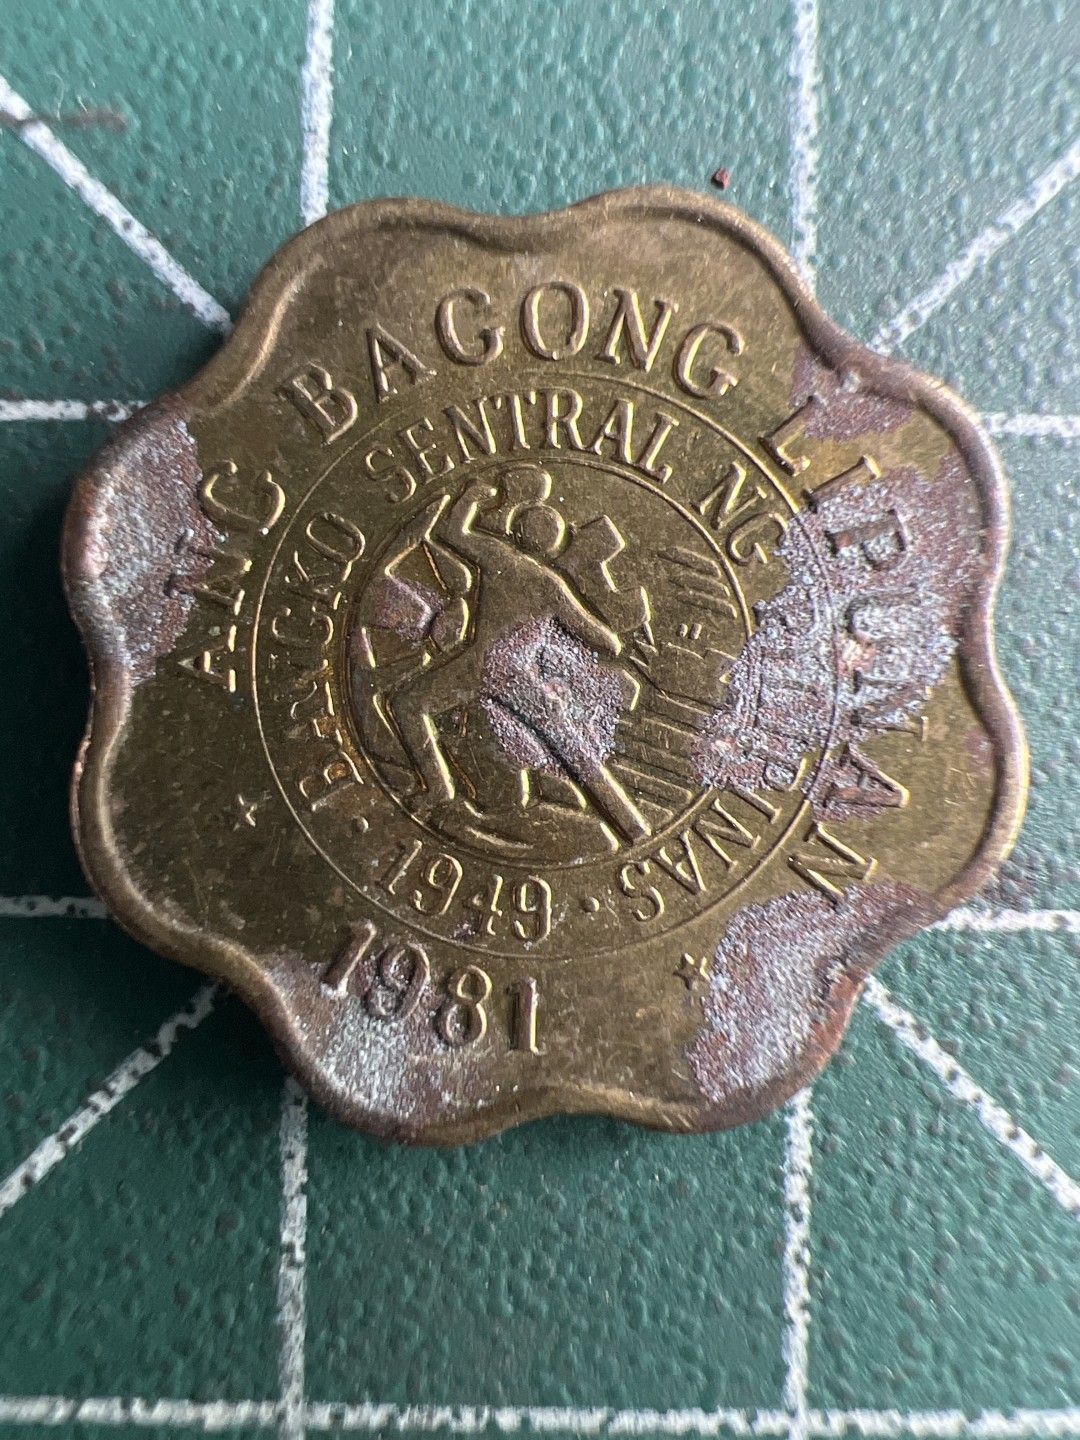 ANG BAGONG LIPUNAN
BANGKO SENTRAL NG PILIPINAS
· 1949 ·
1981